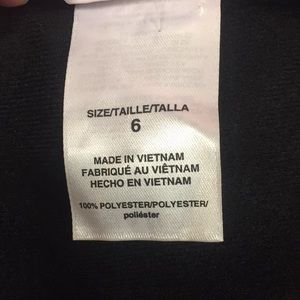 SIZE/TAILLE/TALLA
6
MADE IN VIETNAM
FABRIQUÉ AU VIÊTNAM
HECHO EN VIETNAM
100% POLYESTER/POLYESTER/
poliéster